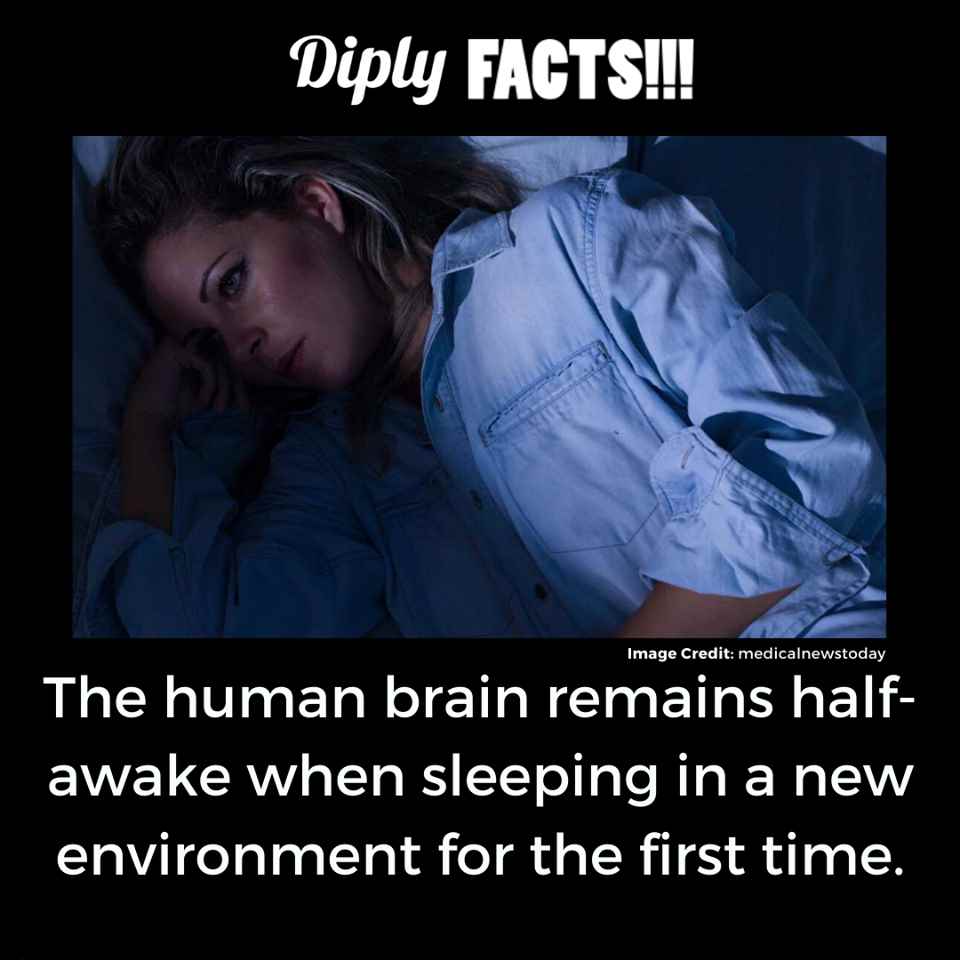 Diply FACTS!!!
Image Credit: medicalnewstoday
The human brain remains half-
awake when sleeping in a new
environment for the first time.